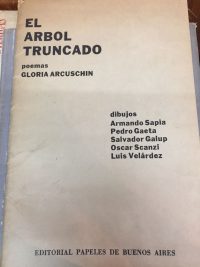 EL
ARBOL
TRUNCADO
poemas
GLORIA ARCUSCHIN
dibujos
Armando Sapia
Pedro Gaeta
Salvador Galup
Oscar Scanzi
Luis Velárdez
EDITORIAL PAPELES DE BUENOS AIRES